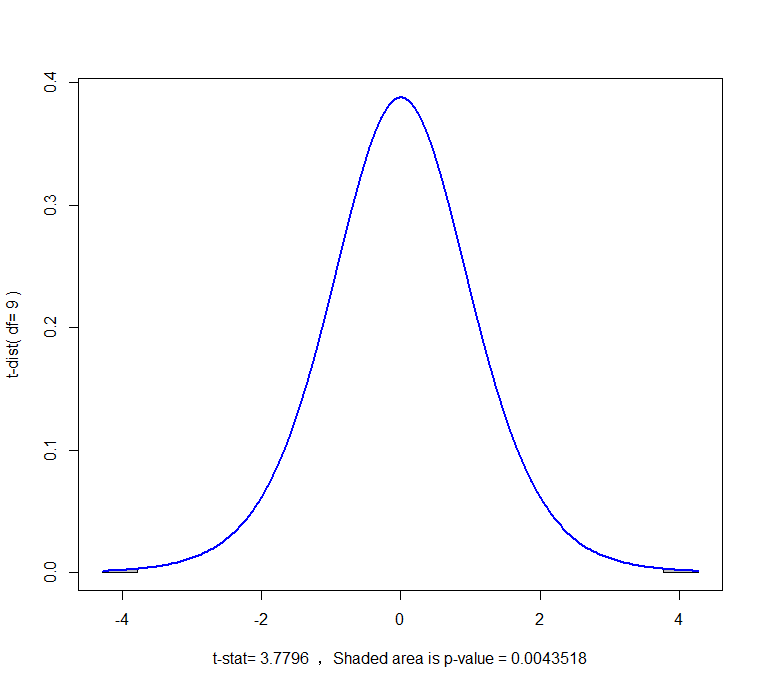 t-dist( df= 9 )
0.4
0.3
0.2
0.1
0.0
-4 -2 0 2 4
t-stat= 3.7796 , Shaded area is p-value = 0.0043518